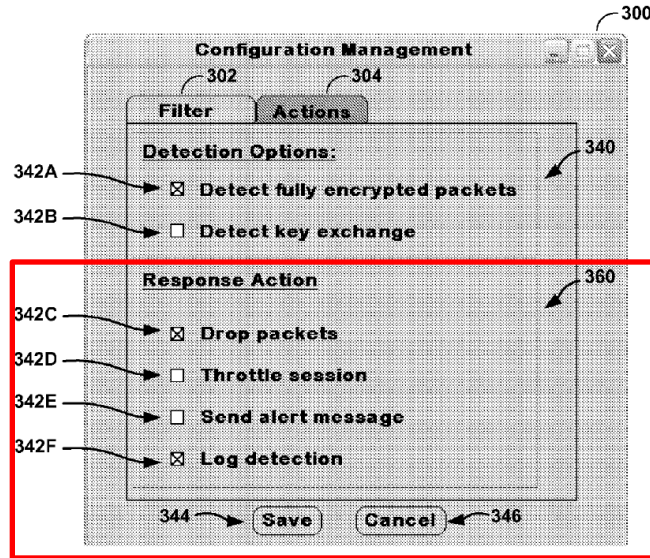 300
Configuration Management
302
304
Filter
Actions
Detection Options:
340
342A
Detect fully encrypted packets
342B
Detect key exchange
Response Action
360
342C
Drop packets
342D
Throttle session
342E
Send alert message
342F
Log detection
344
Save
Cancel
346